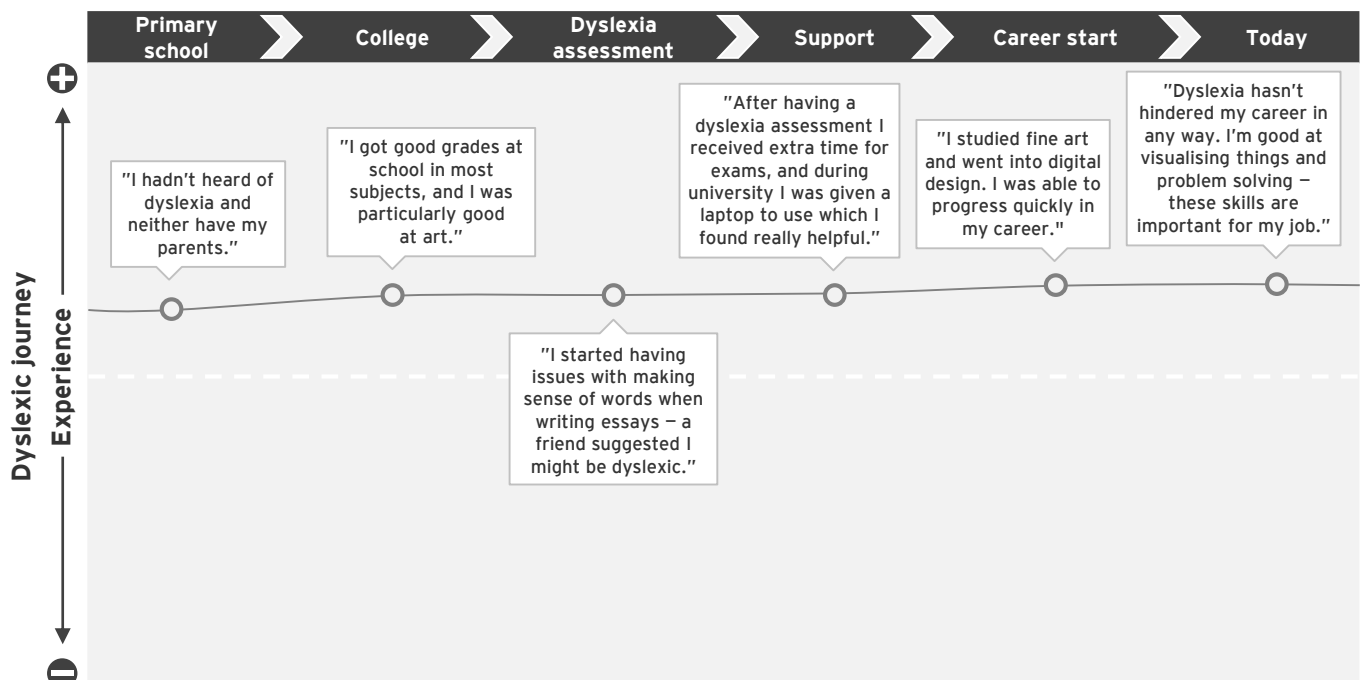 Primary
school
College
Dyslexia
assessment
Support
Career start
Today
Dyslexic journey
Experience
"I hadn't heard of
dyslexia and
neither have my
parents."
"I got good grades at
school in most
subjects, and I was
particularly good
at art."
"I started having
issues with making
sense of words when
writing essays – a
friend suggested I
might be dyslexic."
"After having a
dyslexia assessment I
received extra time for
exams, and during
university I was given a
laptop to use which I
found really helpful."
"I studied fine art
and went into digital
design. I was able to
progress quickly in
my career."
"Dyslexia hasn't
hindered my career in
any way. I'm good at
visualising things and
problem solving –
these skills are
important for my job."